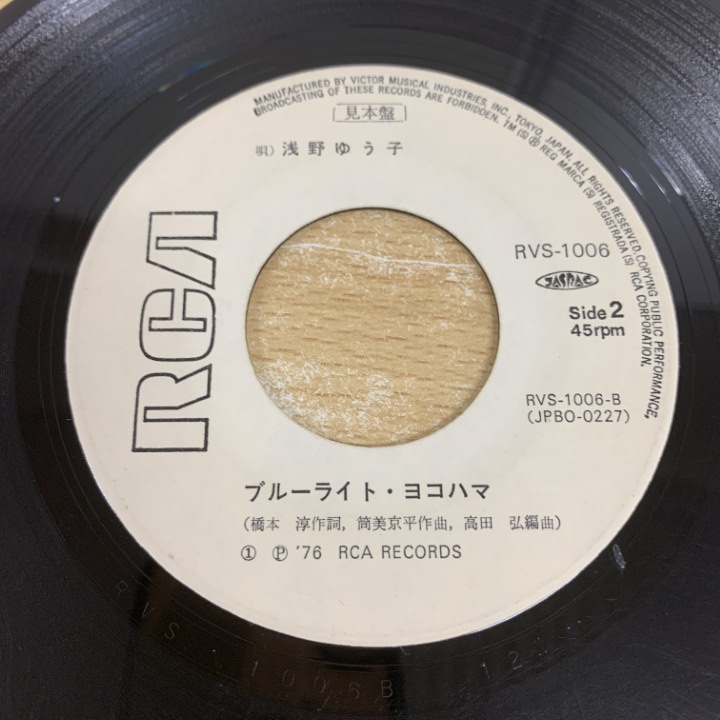 MANUFACTURED BY VICTOR MUSICAL INDUSTRIES, INC., TOKYO, JAPAN. ALL RIGHTS RESERVED, COPYING PUBLIC PERFORMANCE,
BROADCASTING OF THESE RECORDS ARE FORBIDDEN. TM (S) ® REG MARCA (S) REGISTRADA (S) RCA CORPORATION.
見本盤
唄) 浅野ゆう子
RCA
RVS-1006
JASRAC
Side 2
45rpm
RVS-1006-B
(JPBO-0227)
ブルーライト・ヨコハマ
(橋本 淳作詞, 筒美京平作曲, 高田 弘編曲)
① Ⓟ '76 RCA RECORDS
RVS 1006B 12